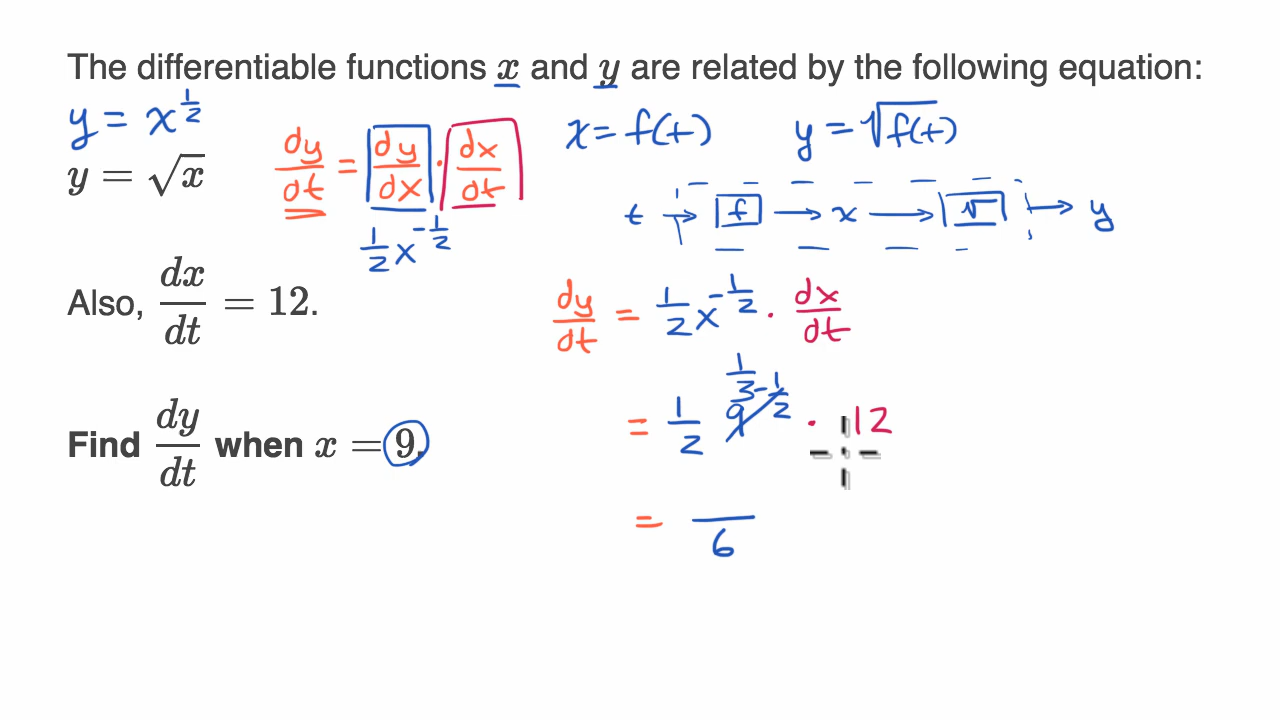 The differentiable functions x and y are related by the following equation:
y = x^{1/2}
y = √x
dy/dt = dy/dx · dx/dt
1/2 x^{-1/2}
x = f(t)
y = √f(t)
t → f → x → √ → y
Also, dx/dt = 12.
dy/dt = 1/2 x^{-1/2} · dx/dt
1/3
= 1/2 9^{-1/2} · 12
Find dy/dt when x = 9.
= /6